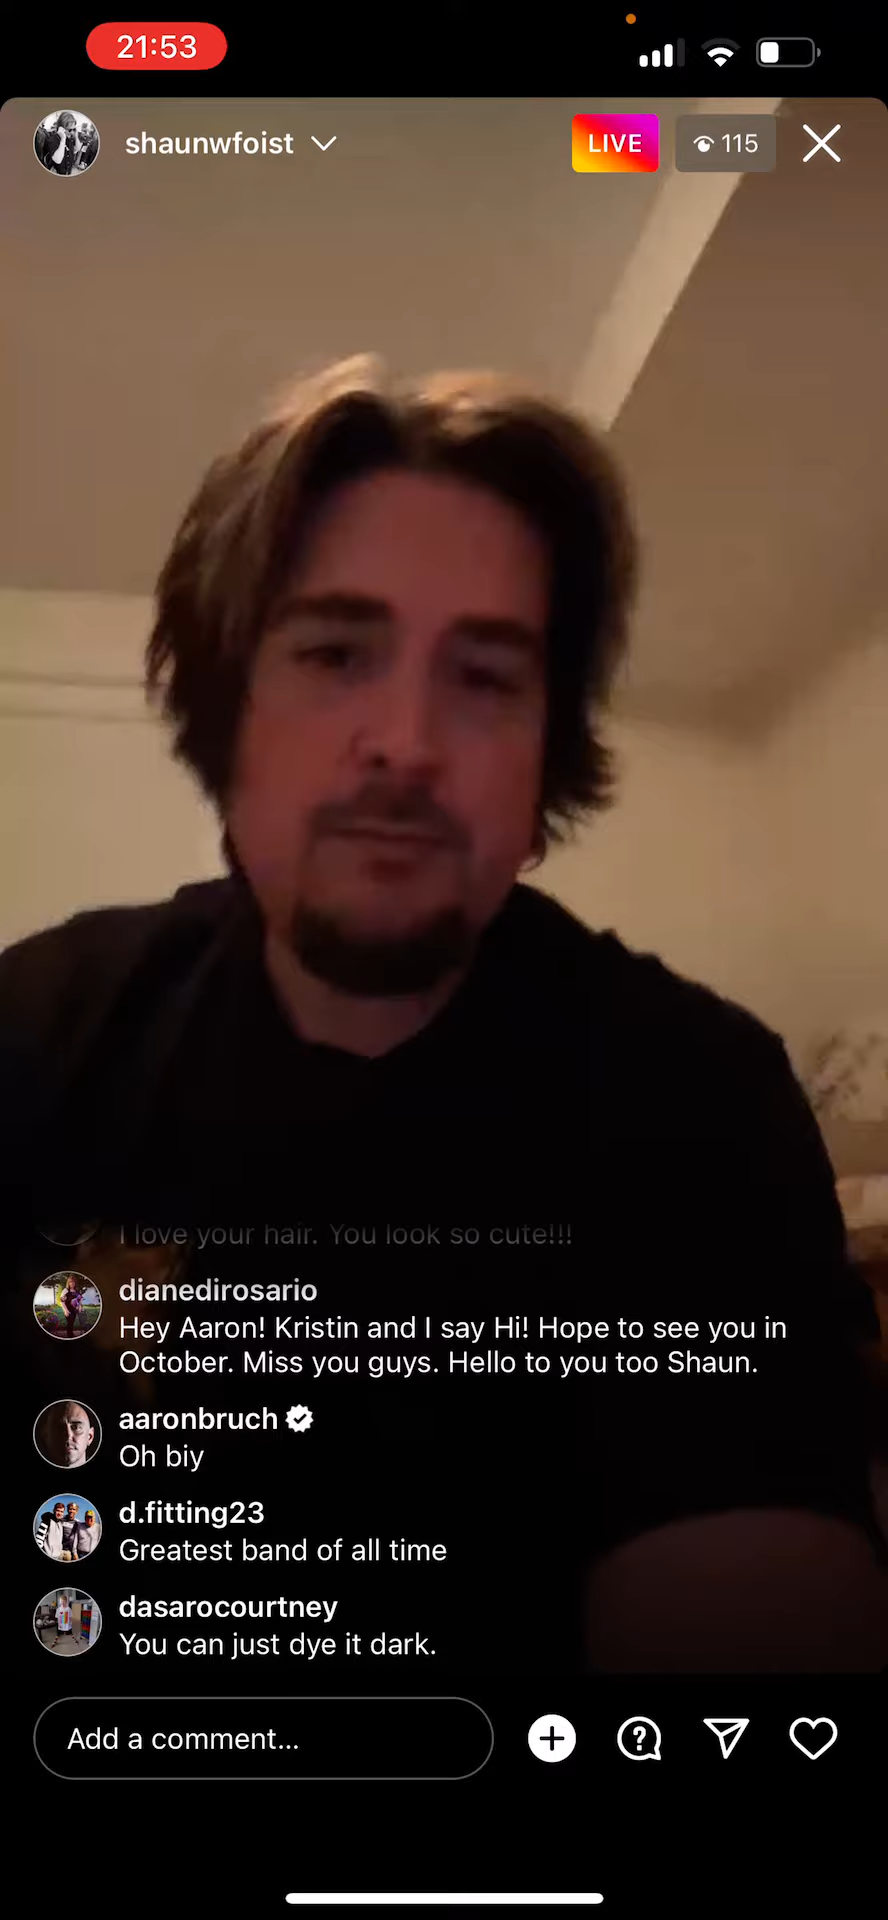 21:53
shaunwfoist
LIVE
115
I love your hair. You look so cute!!!
dianedirosario
Hey Aaron! Kristin and I say Hi! Hope to see you in
October. Miss you guys. Hello to you too Shaun.
aaronbruch
Oh biy
d.fitting23
Greatest band of all time
dasarocourtney
You can just dye it dark.
Add a comment...